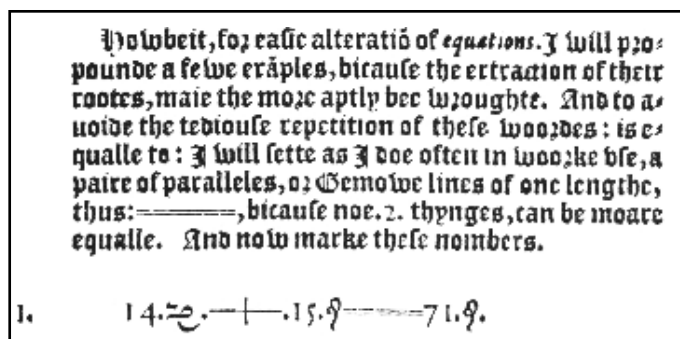 Howbeit, for easie alteratiõ of equations. I will pro-
pounde a fewe exãples, bicause the extraction of their
rootes, maie the more aptly bee wroughte. And to a-
uoide the tediouse repetition of these woordes: is e-
qualle to: I will sette as I doe often in woorke vse, a
paire of paralleles, or Gemowe lines of one lengthe,
thus: ======, bicause noe. 2. thynges, can be moare
equalle. And now marke these nombers.
1. 14. .—|—.15. ======71. .